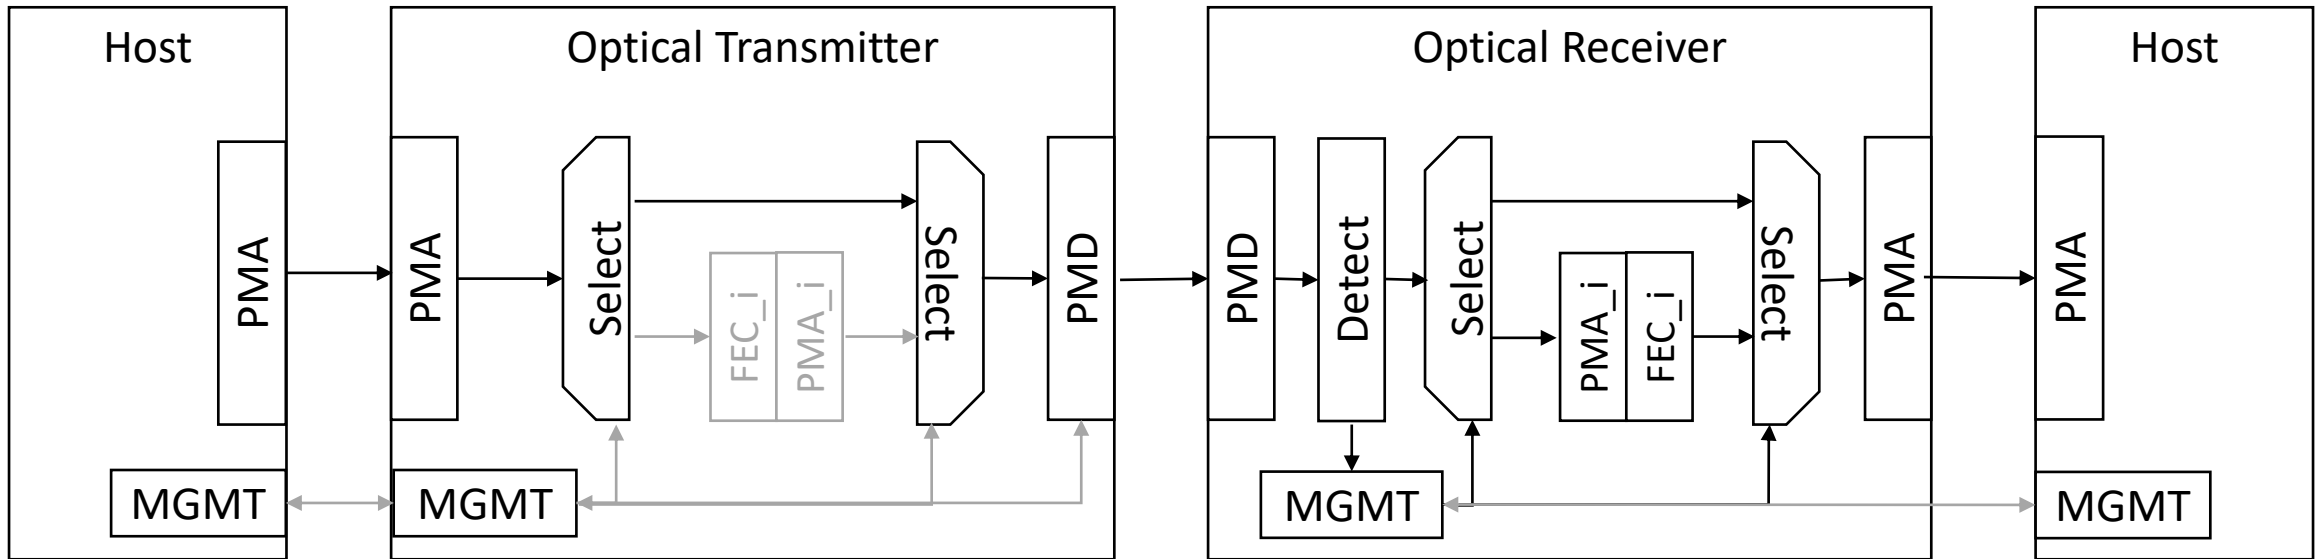 Host
Optical Transmitter
Optical Receiver
Host
PMA
PMA
Select
FEC_i
PMA_i
Select
PMD
PMD
Detect
Select
PMA_i
FEC_i
Select
PMA
PMA
MGMT
MGMT
MGMT
MGMT